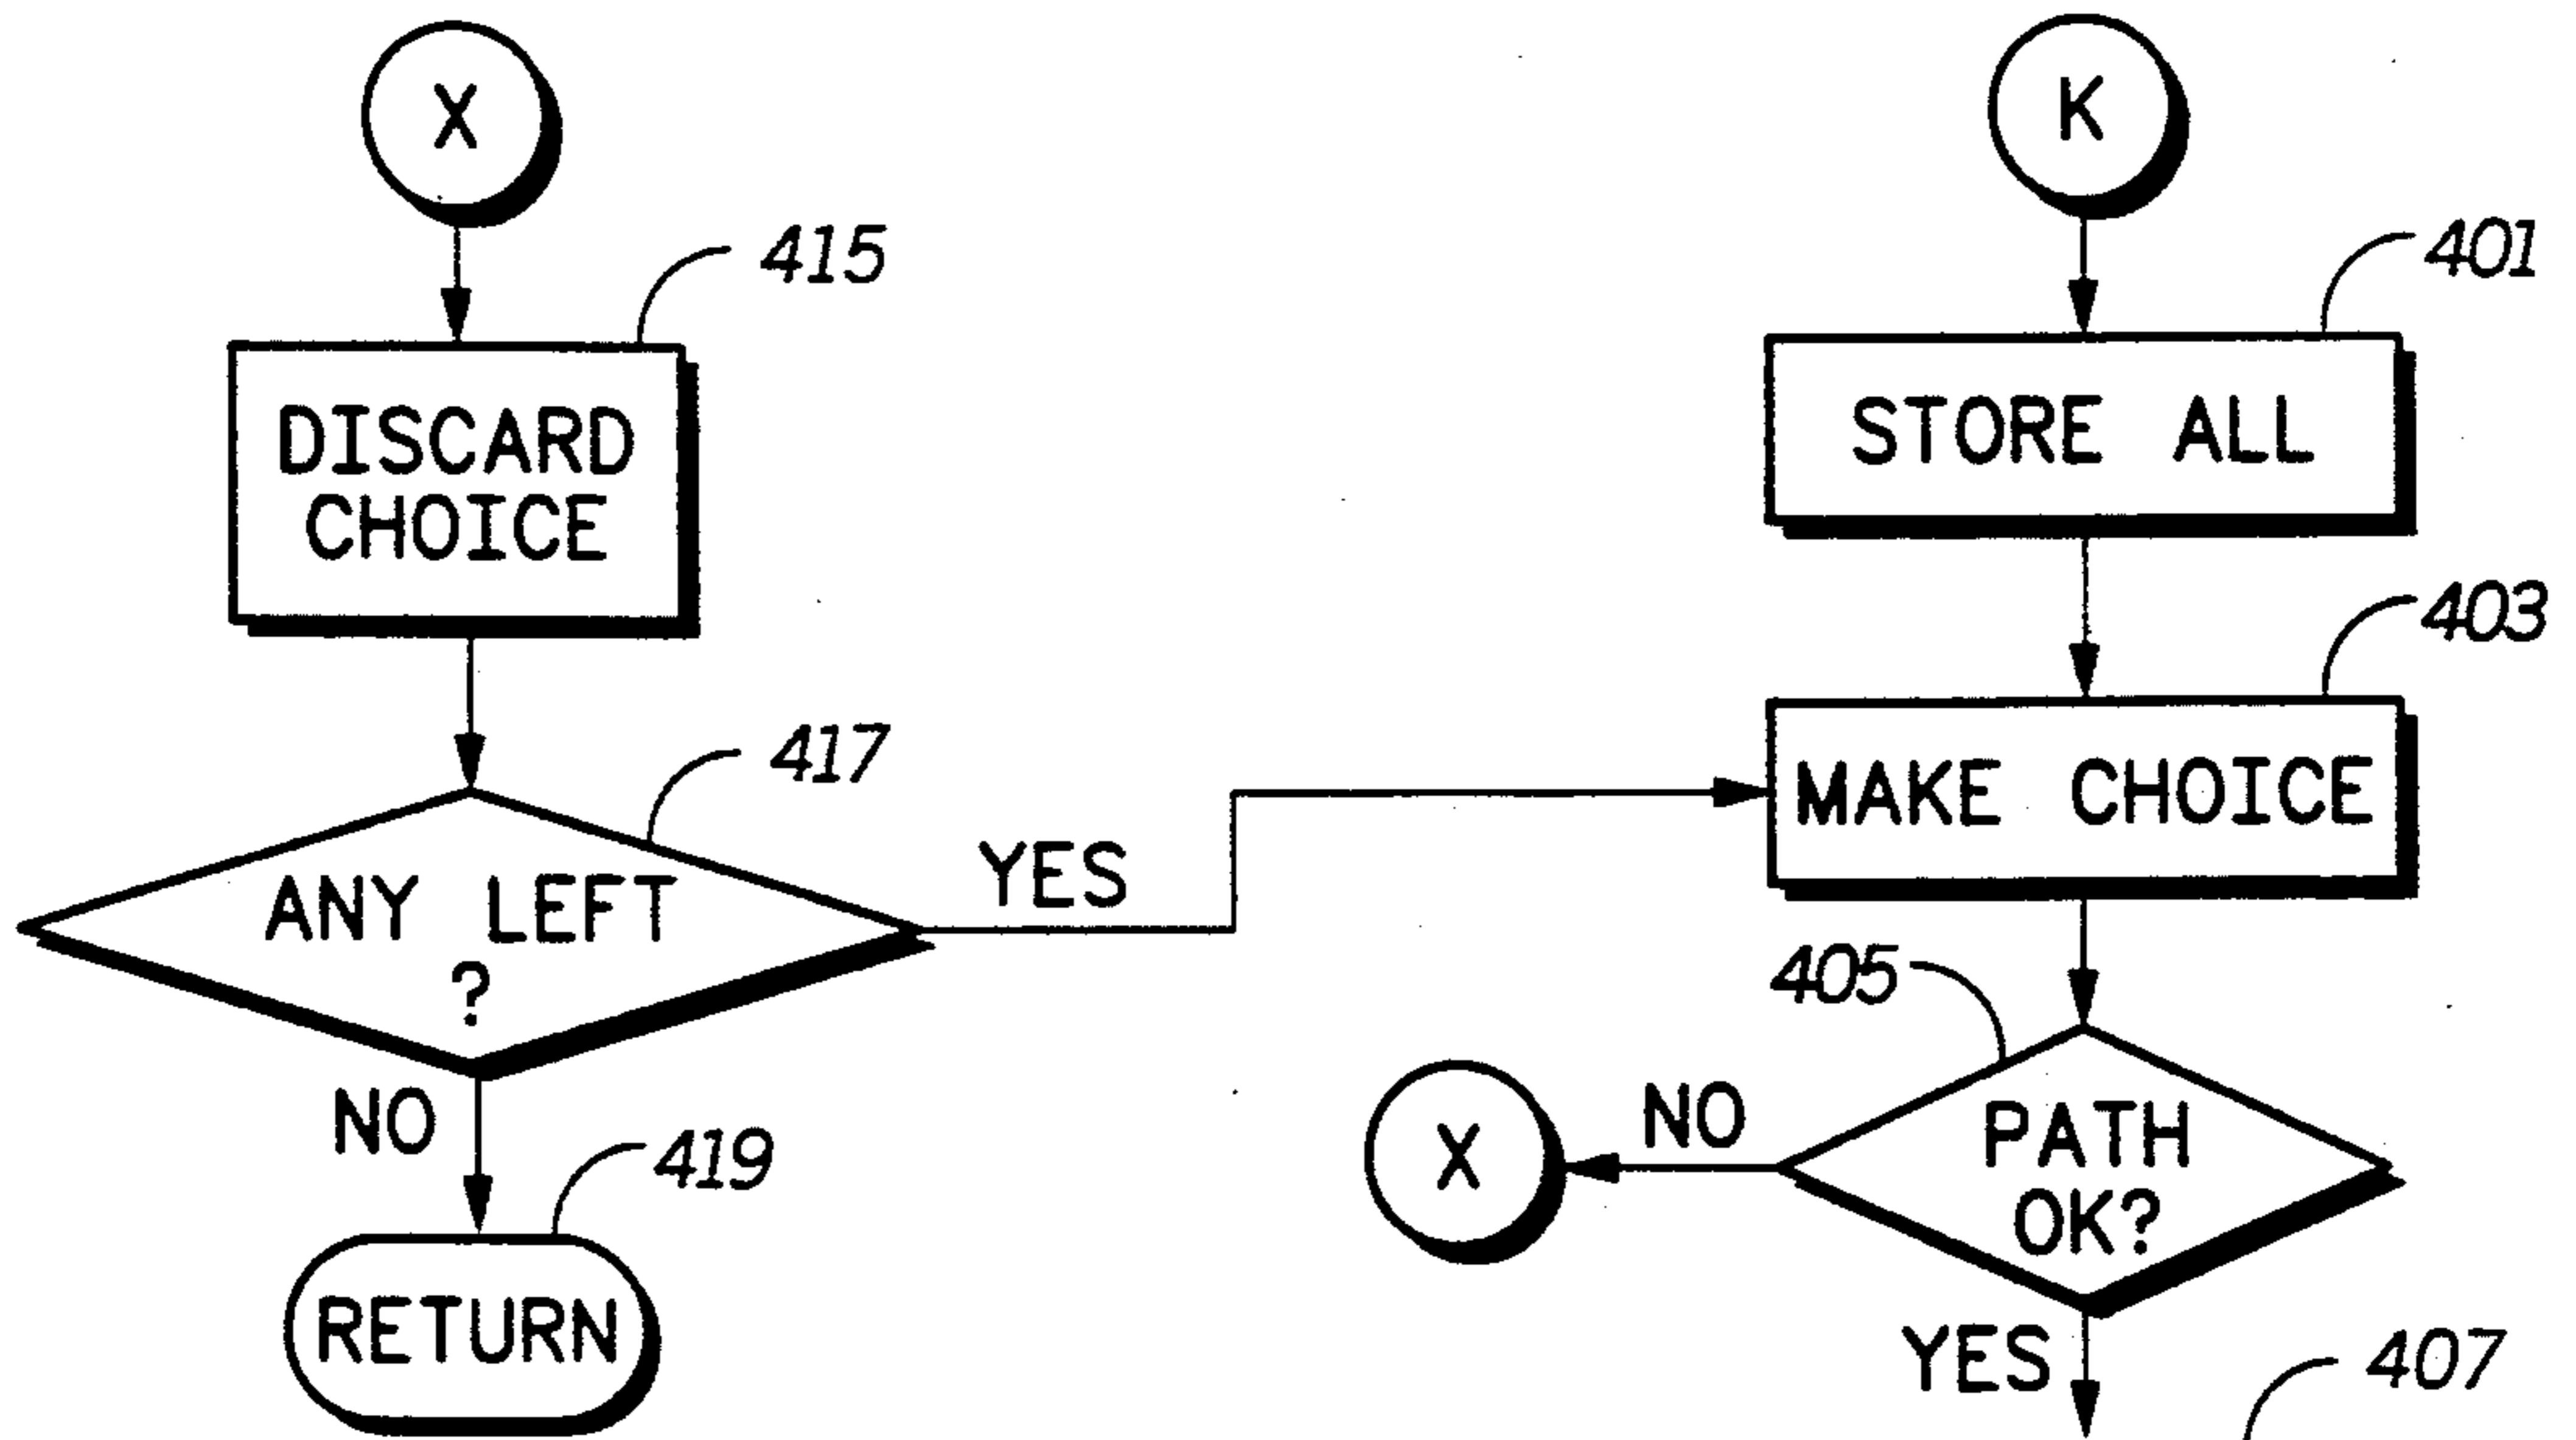 X
415
DISCARD
CHOICE
417
ANY LEFT
?
YES
NO
419
RETURN
K
401
STORE ALL
403
MAKE CHOICE
405
PATH
OK?
NO
X
YES
407